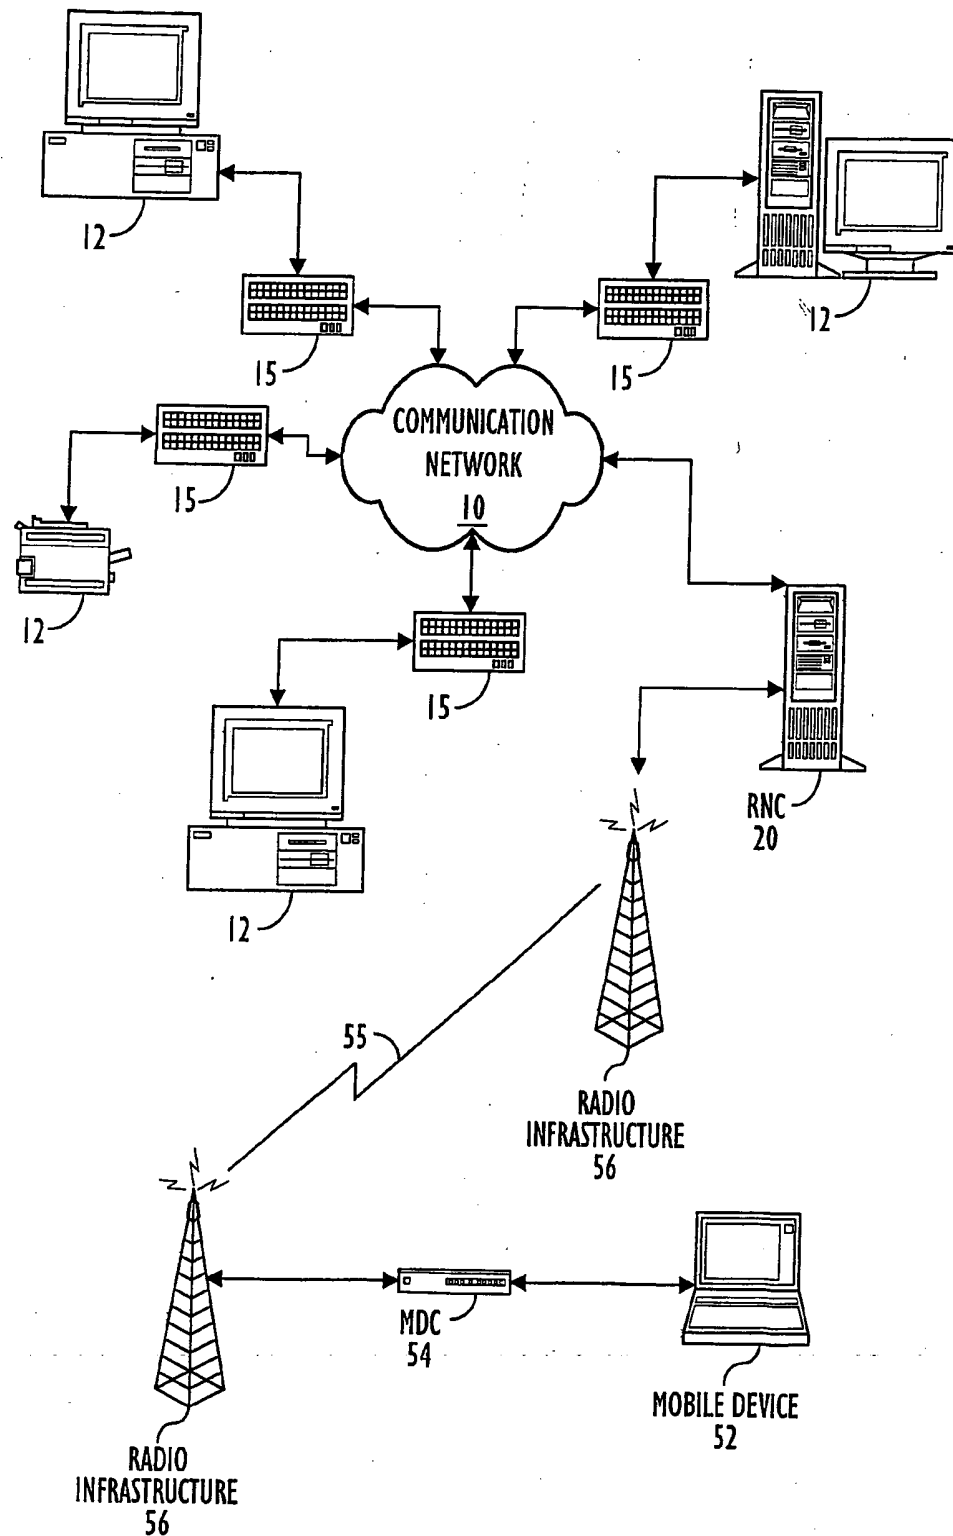 12
12
15
15
COMMUNICATION
NETWORK
10
15
12
15
RNC
20
12
55
RADIO
INFRASTRUCTURE
56
MDC
54
MOBILE DEVICE
52
RADIO
INFRASTRUCTURE
56